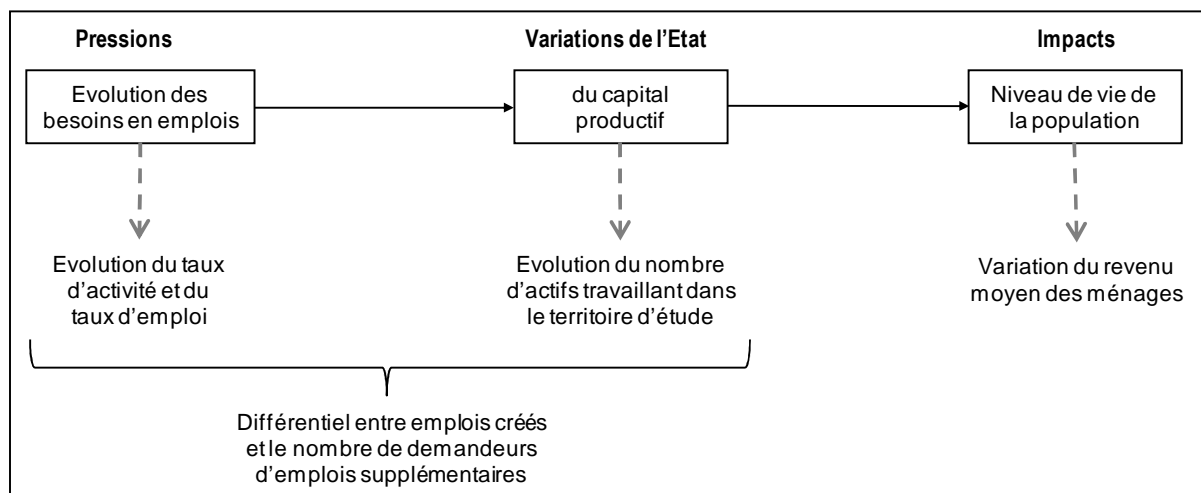 Pressions
Variations de l'Etat
Impacts
Evolution des
besoins en emplois
du capital
productif
Niveau de vie de
la population
Evolution du taux
d'activité et du
taux d'emploi
Evolution du nombre
d'actifs travaillant dans
le territoire d'étude
Variation du revenu
moyen des ménages
Différentiel entre emplois créés
et le nombre de demandeurs
d'emplois supplémentaires